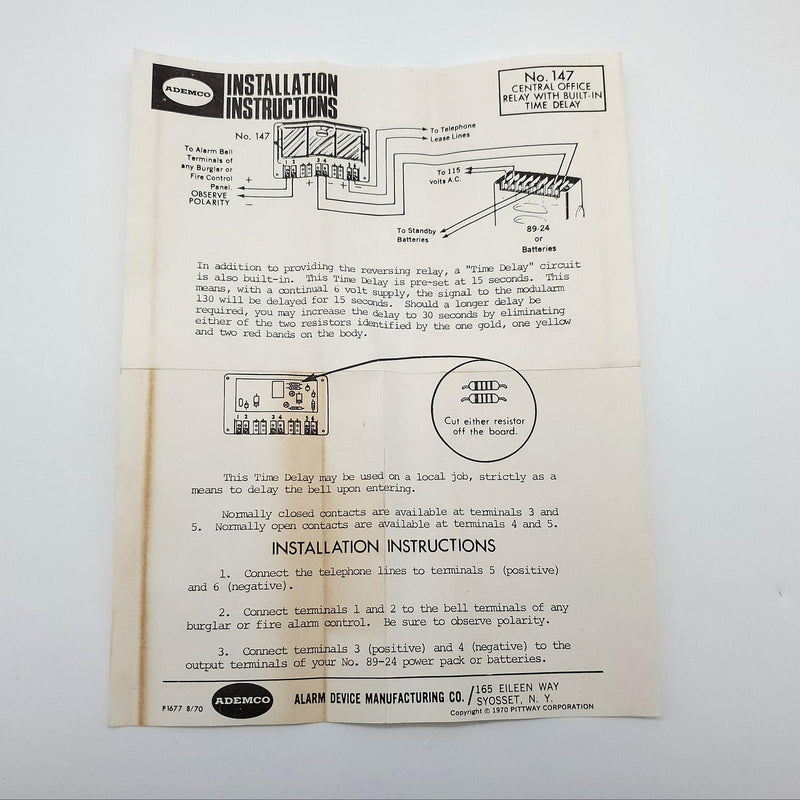 ADEMCO
INSTALLATION
INSTRUCTIONS
No. 147
CENTRAL OFFICE
RELAY WITH BUILT-IN
TIME DELAY
No. 147
To Alarm Bell
Terminals of
any Burglar or
Fire Control
Panel.
OBSERVE
POLARITY
+
−
1 2
3 4
+
−
To Telephone
Lease Lines
To 115
volts A.C.
To Standby
Batteries
89-24
or
Batteries
In addition to providing the reversing relay, a "Time Delay" circuit
is also built-in. This Time Delay is pre-set at 15 seconds. This
means, with a continual 6 volt supply, the signal to the modularm
130 will be delayed for 15 seconds. Should a longer delay be
required, you may increase the delay to 30 seconds by eliminating
either of the two resistors identified by the one gold, one yellow
and two red bands on the body.
1 2 3 4 5 6
Cut either resistor
off the board.
This Time Delay may be used on a local job, strictly as a
means to delay the bell upon entering.
Normally closed contacts are available at terminals 3 and
5. Normally open contacts are available at terminals 4 and 5.
INSTALLATION INSTRUCTIONS
1. Connect the telephone lines to terminals 5 (positive)
and 6 (negative).
2. Connect terminals 1 and 2 to the bell terminals of any
burglar or fire alarm control. Be sure to observe polarity.
3. Connect terminals 3 (positive) and 4 (negative) to the
output terminals of your No. 89-24 power pack or batteries.
P1677 8/70
ADEMCO
ALARM DEVICE MANUFACTURING CO. / 165 EILEEN WAY
SYOSSET, N. Y.
Copyright © 1970 PITTWAY CORPORATION